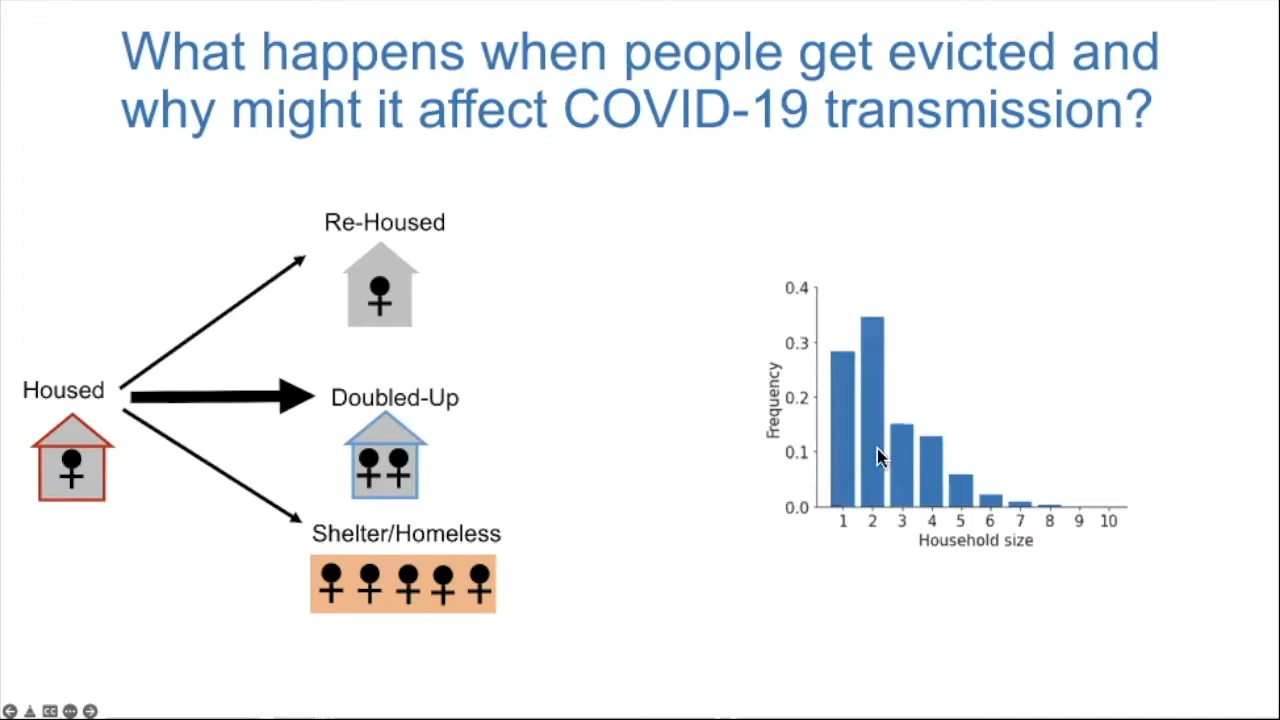 What happens when people get evicted and
why might it affect COVID-19 transmission?
Re-Housed
Housed
Doubled-Up
Shelter/Homeless
0.4
0.3
0.2
0.1
0.0
Frequency
1 2 3 4 5 6 7 8 9 10
Household size
CC